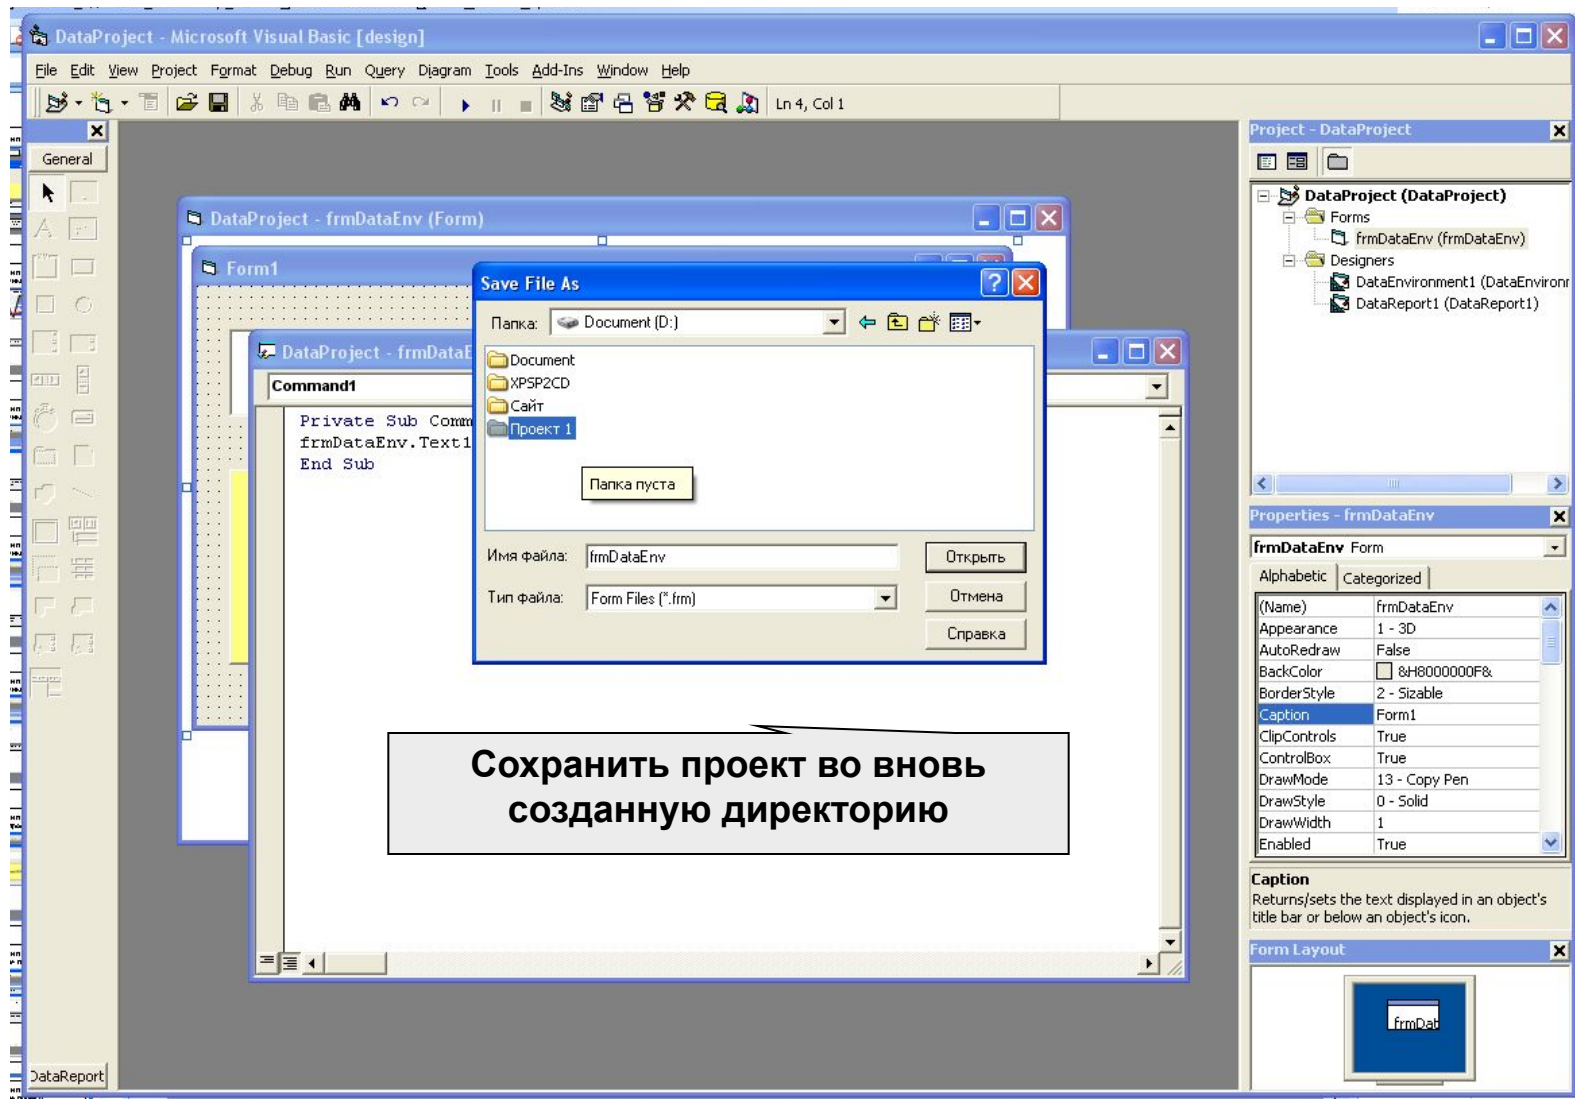 DataProject - Microsoft Visual Basic [design]
File Edit View Project Format Debug Run Query Diagram Tools Add-Ins Window Help
Ln 4, Col 1
General
DataReport
DataProject - frmDataEnv (Form)
Form1
DataProject - frmDataE
Command1
Private Sub Comm
frmDataEnv.Text1
End Sub
Save File As
Папка: Document (D:)
Document
XPSP2CD
Сайт
Проект 1
Папка пуста
Имя файла: frmDataEnv Открыть
Тип файла: Form Files (*.frm) Отмена
Справка
Сохранить проект во вновь
созданную директорию
Project - DataProject
DataProject (DataProject)
Forms
frmDataEnv (frmDataEnv)
Designers
DataEnvironment1 (DataEnvironr
DataReport1 (DataReport1)
Properties - frmDataEnv
frmDataEnv Form
Alphabetic Categorized
(Name) frmDataEnv
Appearance 1 - 3D
AutoRedraw False
BackColor &H8000000F&
BorderStyle 2 - Sizable
Caption Form1
ClipControls True
ControlBox True
DrawMode 13 - Copy Pen
DrawStyle 0 - Solid
DrawWidth 1
Enabled True
Caption
Returns/sets the text displayed in an object's
title bar or below an object's icon.
Form Layout
frmDat